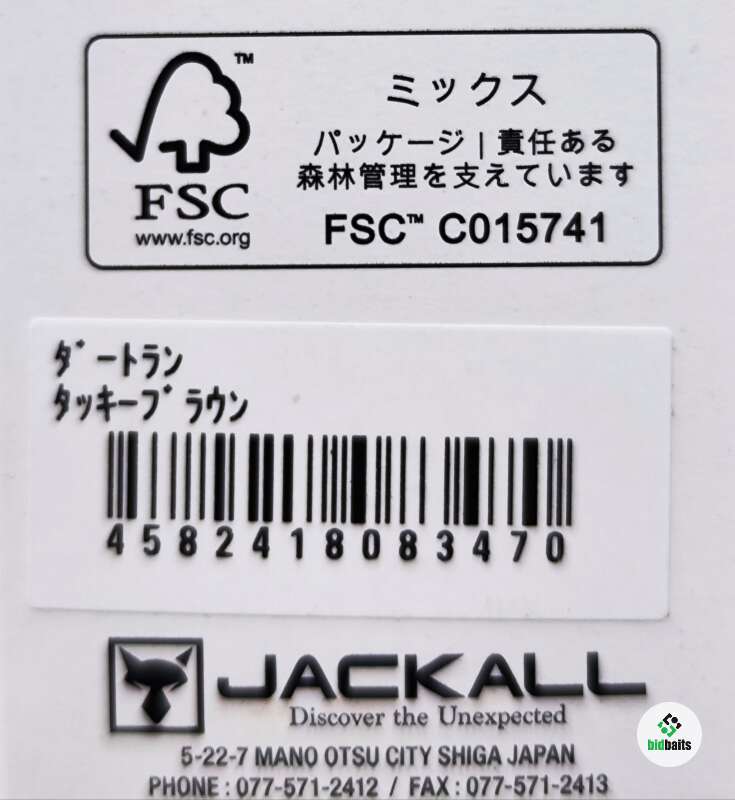 TM
ミックス
パッケージ | 責任ある
森林管理を支えています
FSC
www.fsc.org
FSC™ C015741
ダートラン
タッキーブラウン
4582418083470
JACKALL
Discover the Unexpected
5-22-7 MANO OTSU CITY SHIGA JAPAN
PHONE : 077-571-2412 / FAX : 077-571-2413
bidbaits